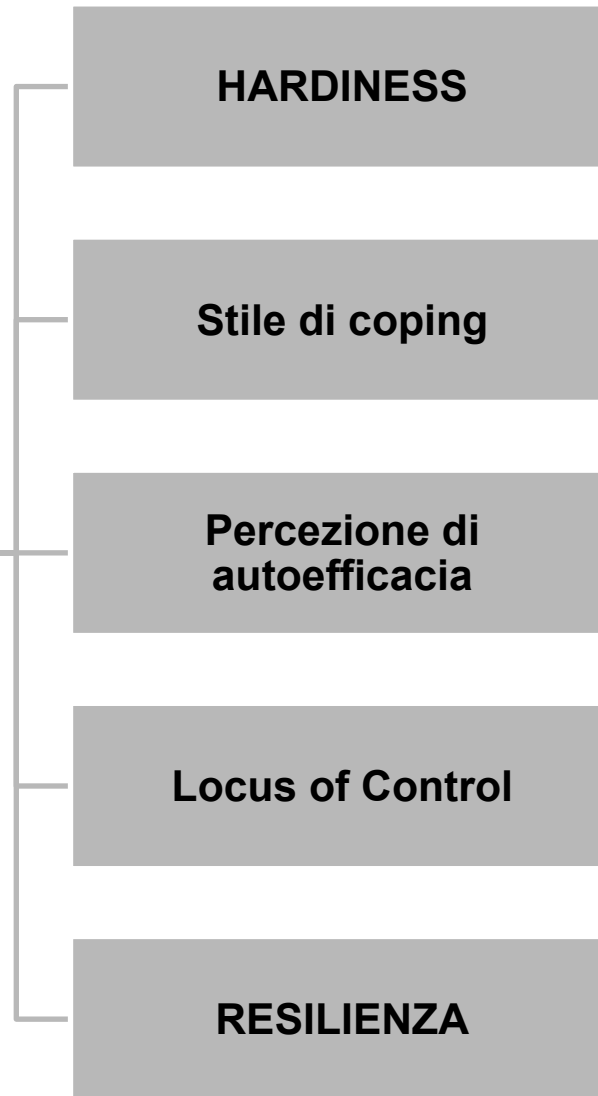 HARDINESS
Stile di coping
Percezione di
autoefficacia
Locus of Control
RESILIENZA